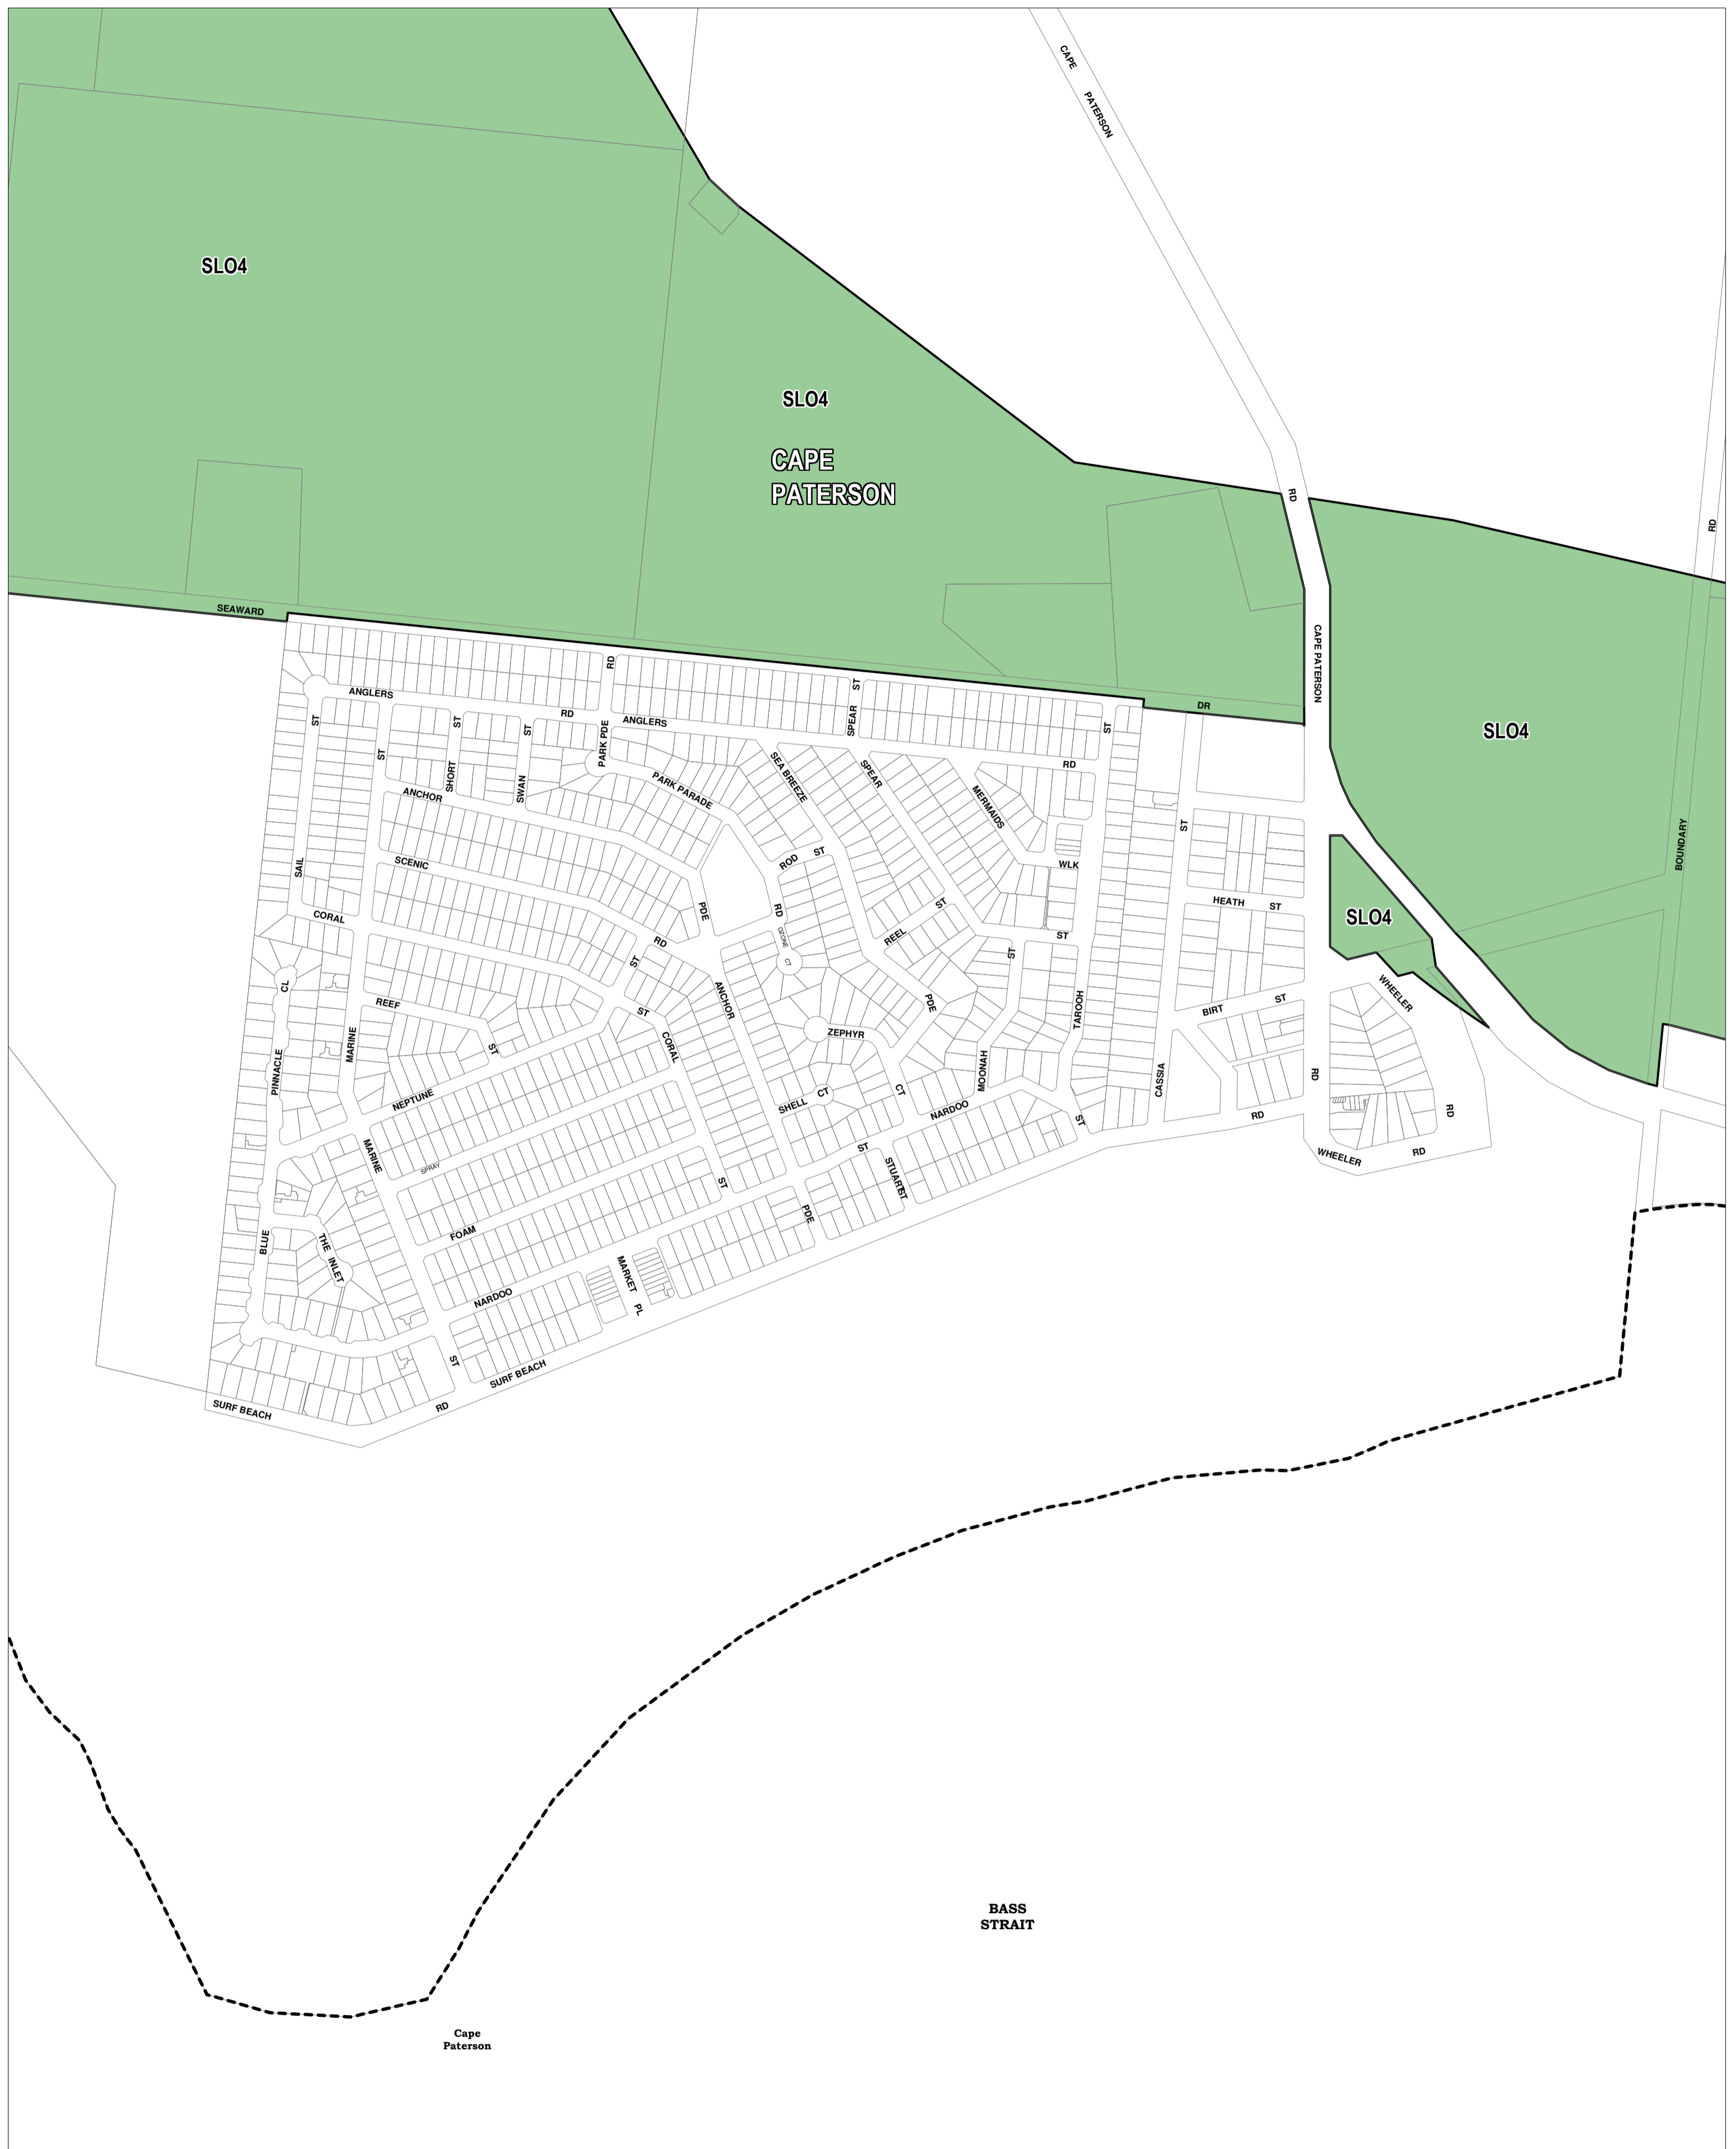 CAPE
PATERSON
SLO4
SLO4
CAPE
PATERSON
RD
RD
SEAWARD
CAPE PATERSON
RD
ST
ANGLERS
RD
ANGLERS
ST
ST
ST
SPEAR
ST
DR
SLO4
PARK PDE
ST
SHORT
SWAN
PARK PARADE
SEA BREEZE
SPEAR
RD
MERMAIDS
ANCHOR
ST
BOUNDARY
SCENIC
SAIL
ROD
ST
WLK
CORAL
PDE
RD
REEL
ST
HEATH
ST
SLO4
OZONE
CT
RD
ST
ST
ST
CL
REEF
ST
ANCHOR
PDE
TAROOH
BIRT
ST
WHEELER
MARINE
ST
CORAL
ZEPHYR
PINNACLE
NEPTUNE
SHELL
CT
CT
MOONAH
NARDOO
CASSIA
RD
ST
RD
RD
MARINE
SPRAY
ST
ST
STUART
ST
WHEELER
RD
BLUE
THE INLET
FOAM
PDE
NARDOO
MARKET
PL
ST
SURF BEACH
SURF BEACH
RD
BASS
STRAIT
Cape
Paterson